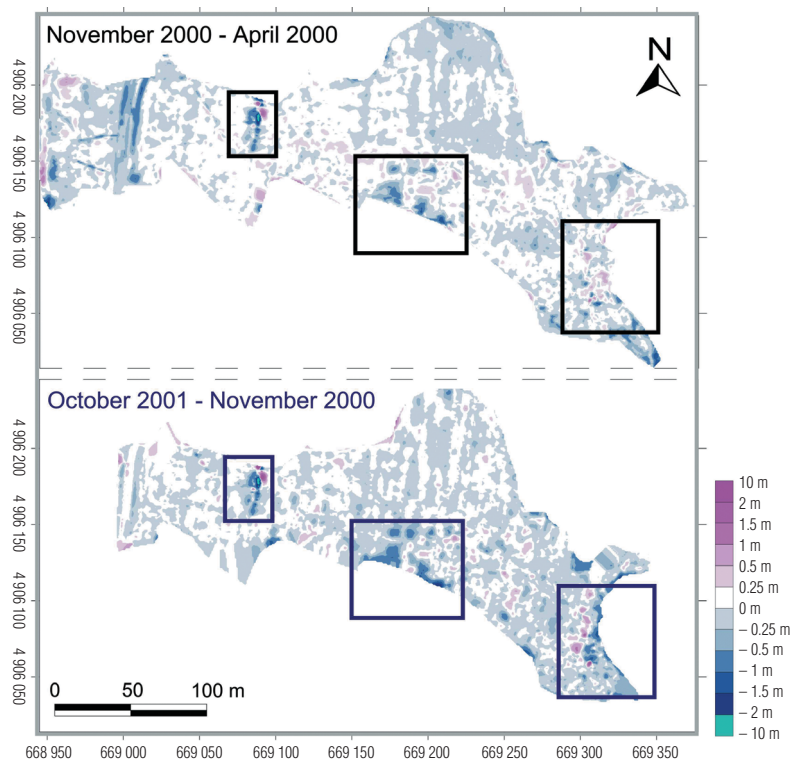 November 2000 - April 2000
N
4 906 200
4 906 150
4 906 100
4 906 050
October 2001 - November 2000
4 906 200
4 906 150
4 906 100
4 906 050
10 m
2 m
1.5 m
1 m
0.5 m
0.25 m
0 m
– 0.25 m
– 0.5 m
– 1 m
– 1.5 m
– 2 m
– 10 m
0 50 100 m
668 950 669 000 669 050 669 100 669 150 669 200 669 250 669 300 669 350